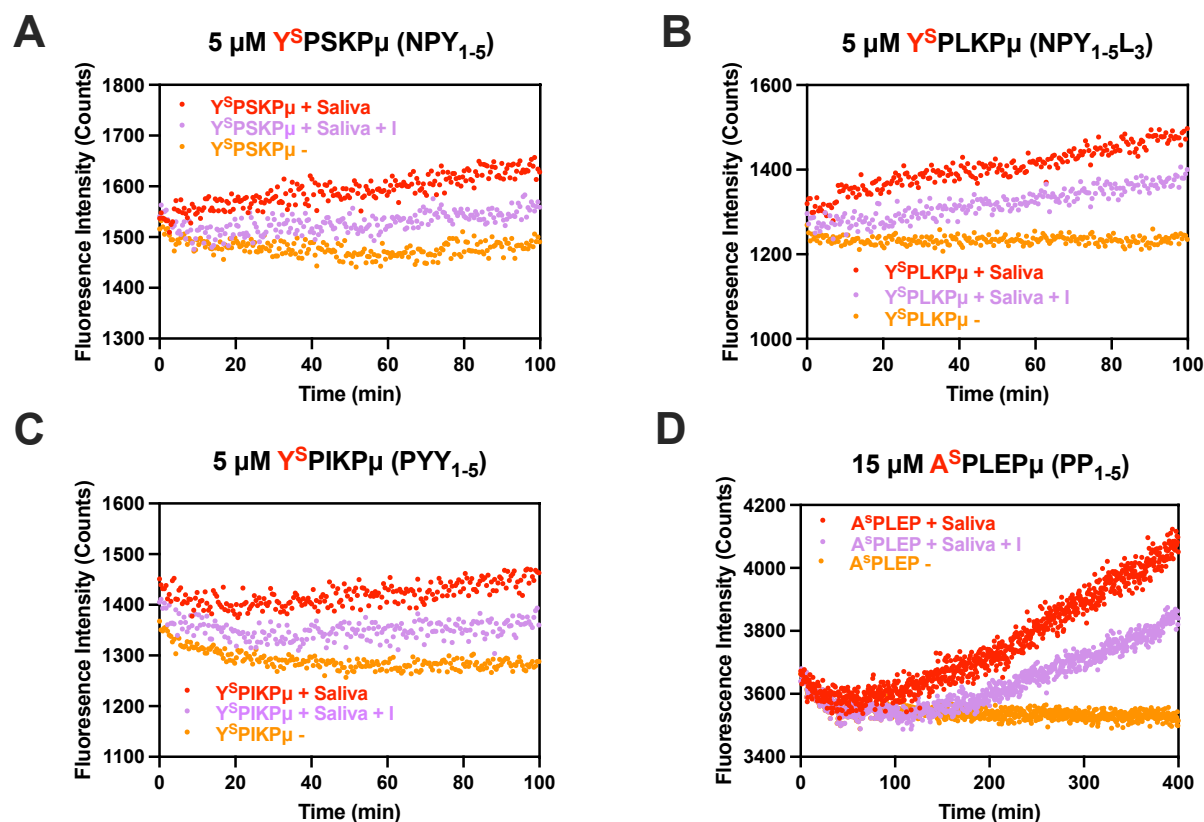 A
5 µM YSPSKPµ (NPY1-5)
Fluoresence Intensity (Counts)
1800
1700
1600
1500
1400
1300
YSPSKPµ + Saliva
YSPSKPµ + Saliva + I
YSPSKPµ -
0 20 40 60 80 100
Time (min)
B
5 µM YSPLKPµ (NPY1-5L3)
Fluoresence Intensity (Counts)
1600
1400
1200
1000
YSPLKPµ + Saliva
YSPLKPµ + Saliva + I
YSPLKPµ -
0 20 40 60 80 100
Time (min)
C
5 µM YSPIKPµ (PYY1-5)
Fluoresence Intensity (Counts)
1600
1500
1400
1300
1200
1100
YSPIKPµ + Saliva
YSPIKPµ + Saliva + I
YSPIKPµ -
0 20 40 60 80 100
Time (min)
D
15 µM ASPLEPµ (PP1-5)
Fluorescence Intensity (Counts)
4200
4000
3800
3600
3400
AsPLEP + Saliva
AsPLEP + Saliva + I
AsPLEP -
0 100 200 300 400
Time (min)